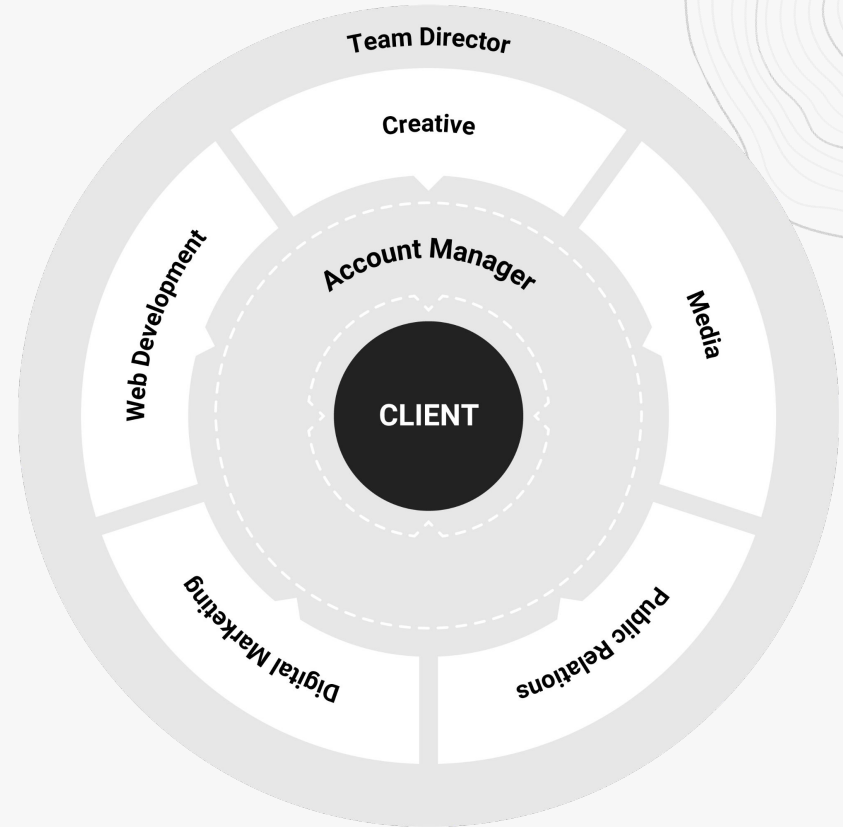 Team Director
Creative
Account Manager
Web Development
Media
CLIENT
Digital Marketing
Public Relations